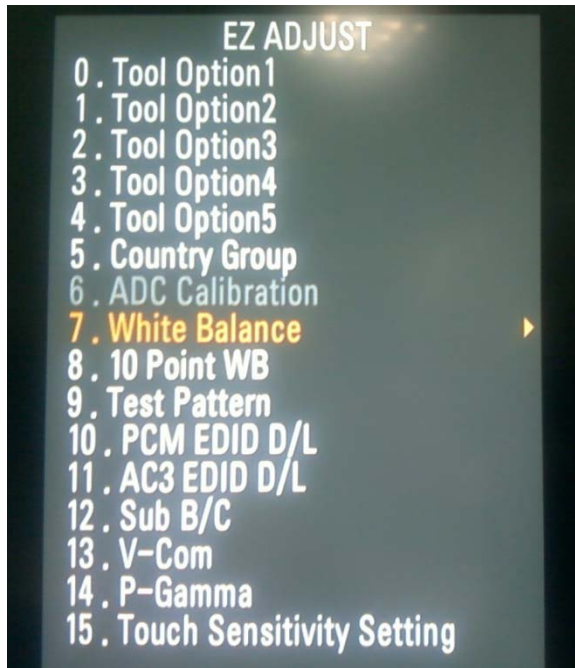 EZ ADJUST
0 . Tool Option1
1 . Tool Option2
2 . Tool Option3
3 . Tool Option4
4 . Tool Option5
5 . Country Group
6 . ADC Calibration
7 . White Balance
8 . 10 Point WB
9 . Test Pattern
10 . PCM EDID D/L
11 . AC3 EDID D/L
12 . Sub B/C
13 . V-Com
14 . P-Gamma
15 . Touch Sensitivity Setting